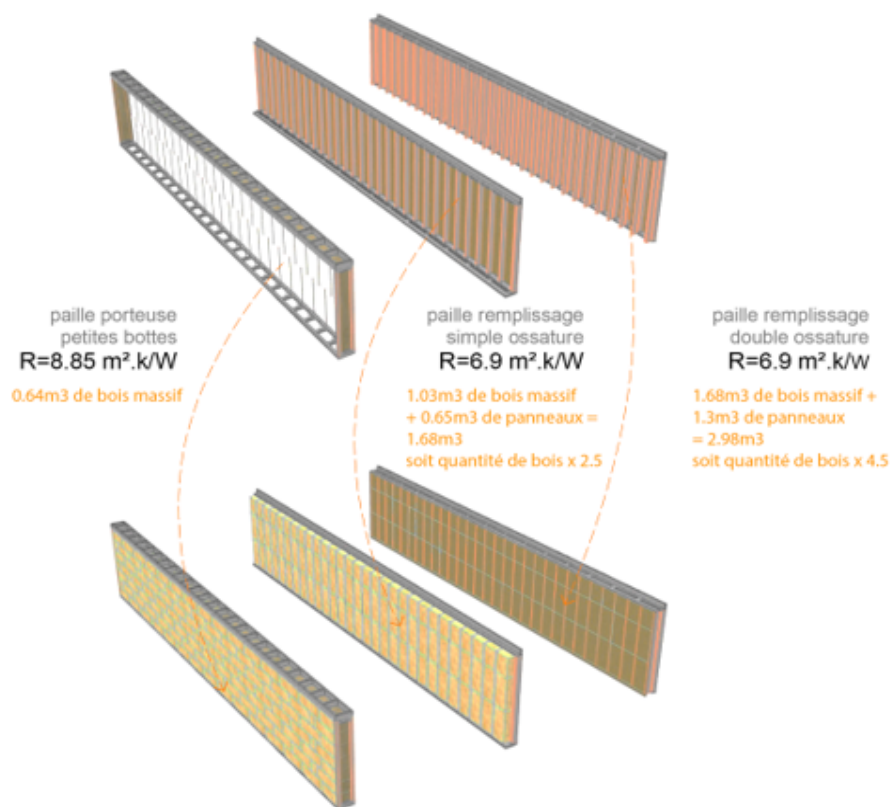 paille porteuse
petites bottes
R=8.85 m².k/W
0.64m3 de bois massif
paille remplissage
simple ossature
R=6.9 m².k/W
1.03m3 de bois massif
+ 0.65m3 de panneaux =
1.68m3
soit quantité de bois x 2.5
paille remplissage
double ossature
R=6.9 m².k/W
1.68m3 de bois massif +
1.3m3 de panneaux
= 2.98m3
soit quantité de bois x 4.5